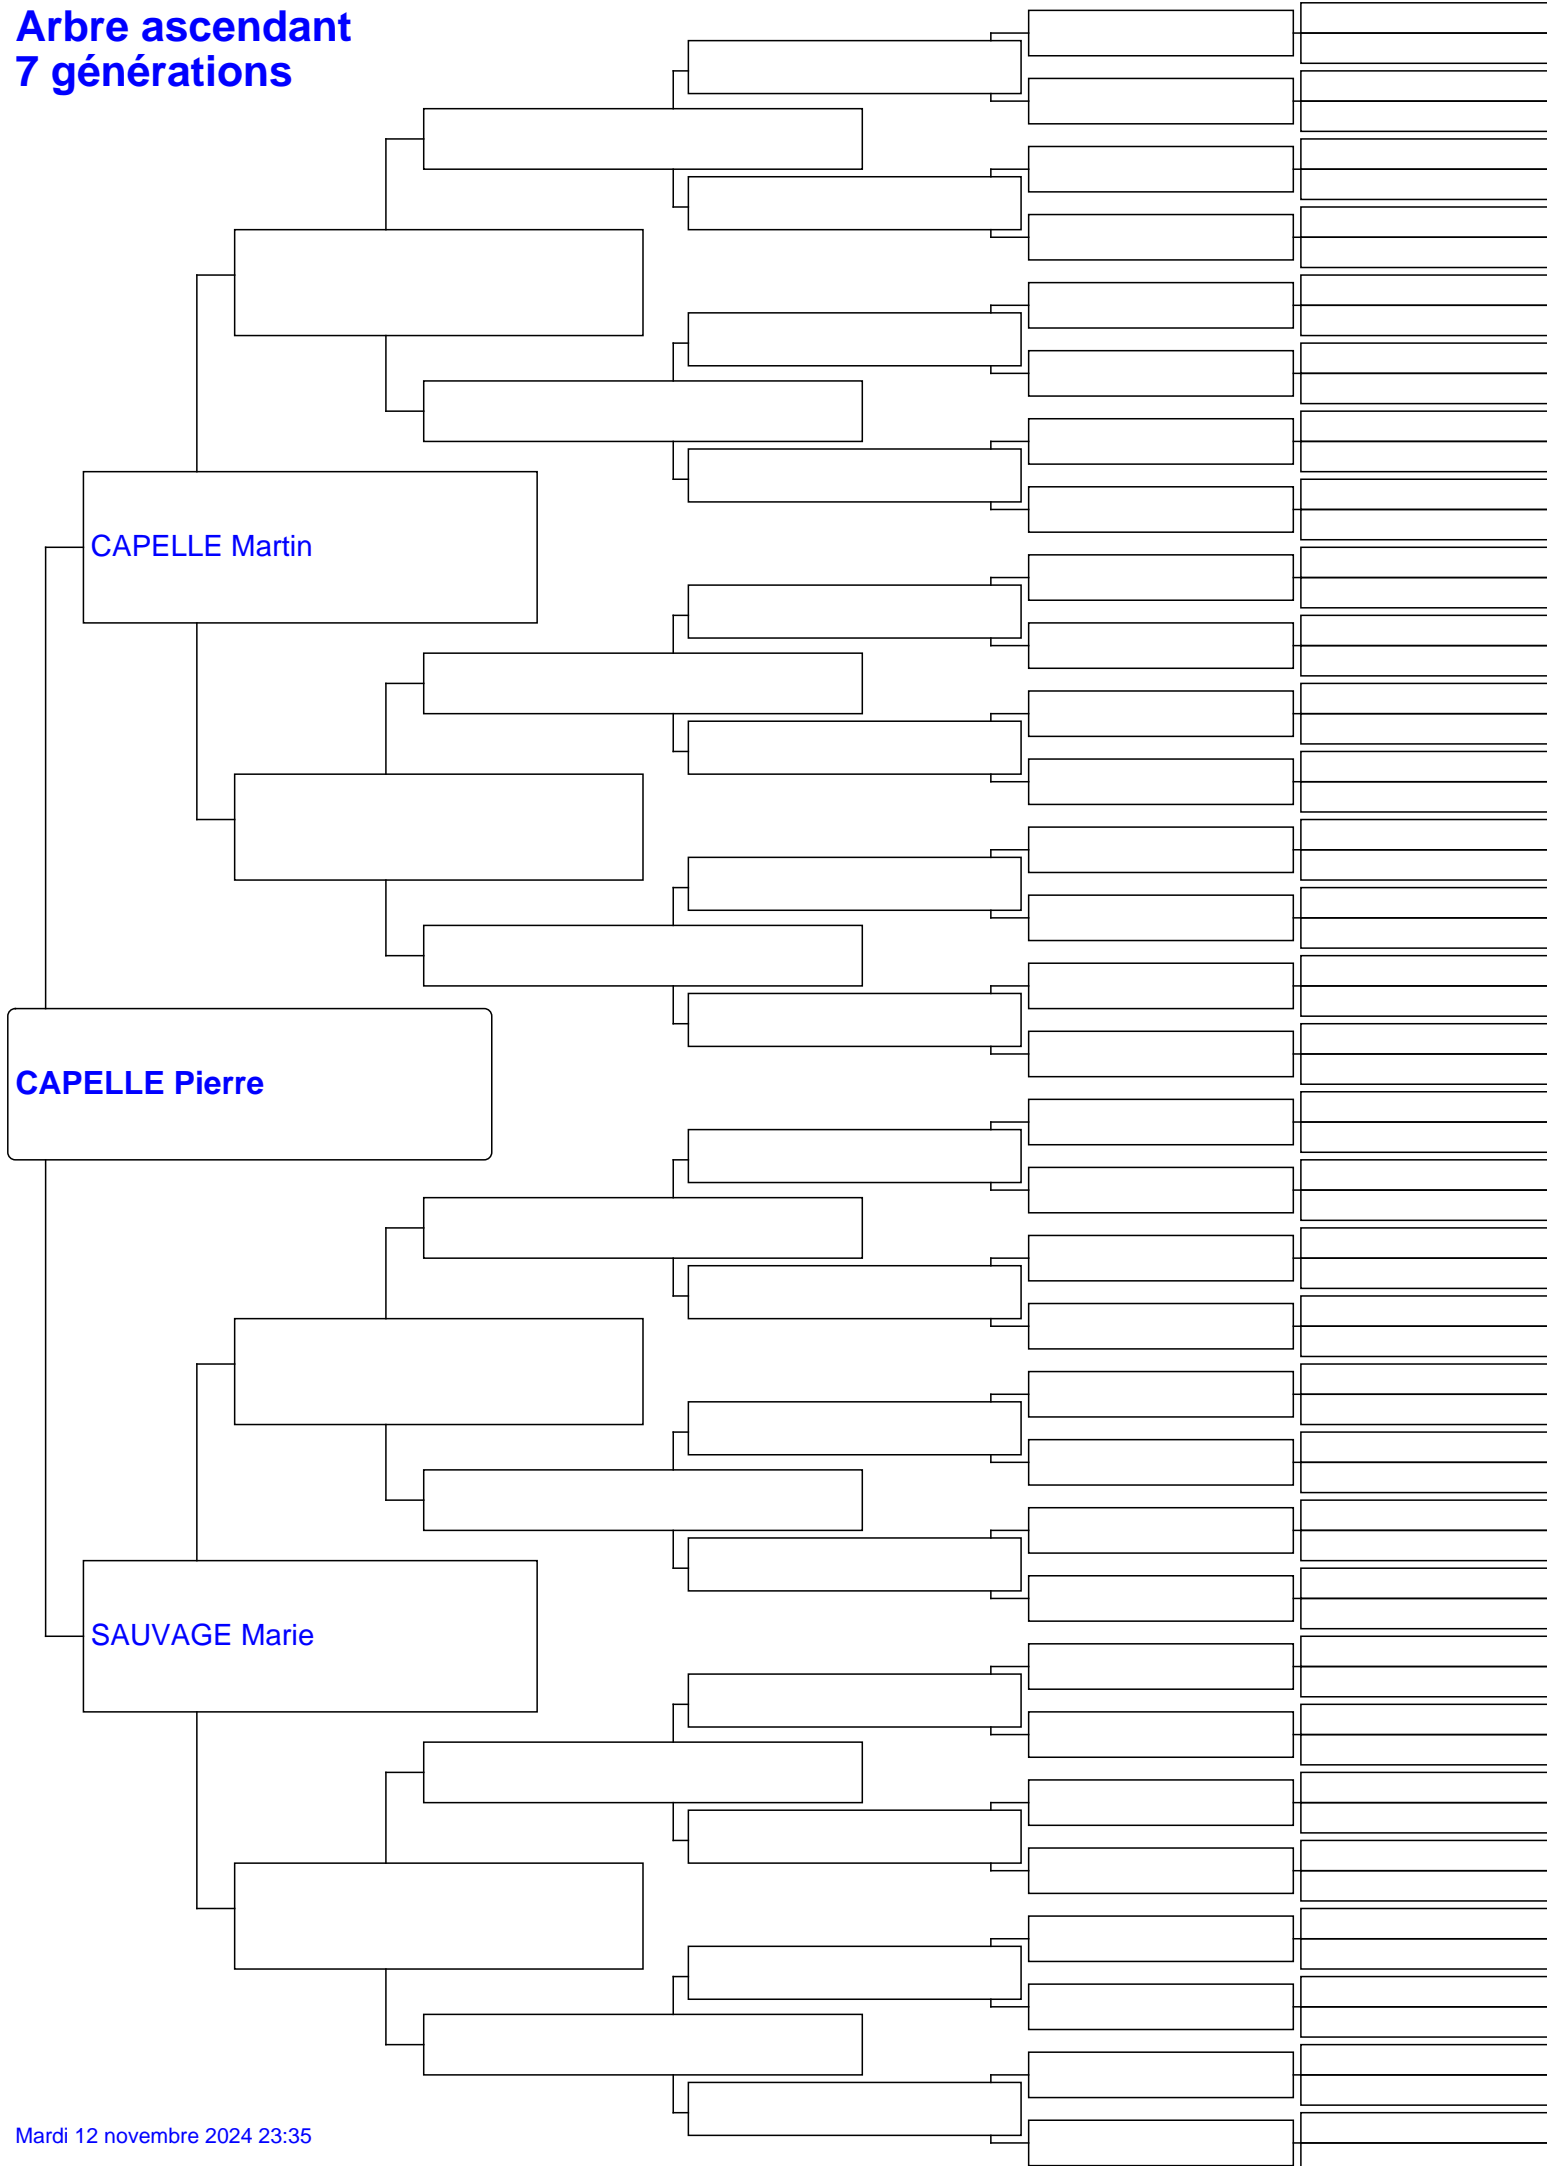 Arbre ascendant
7 générations
CAPELLE Martin
CAPELLE Pierre
SAUVAGE Marie
Mardi 12 novembre 2024 23:35